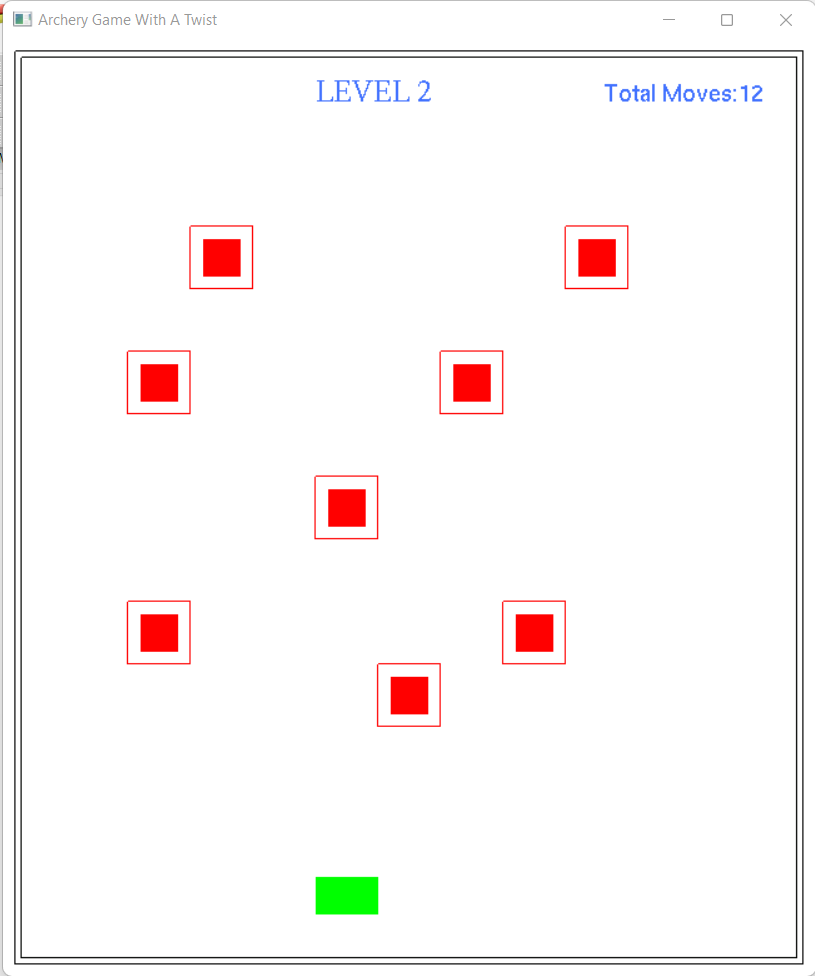 Archery Game With A Twist
LEVEL 2
Total Moves:12